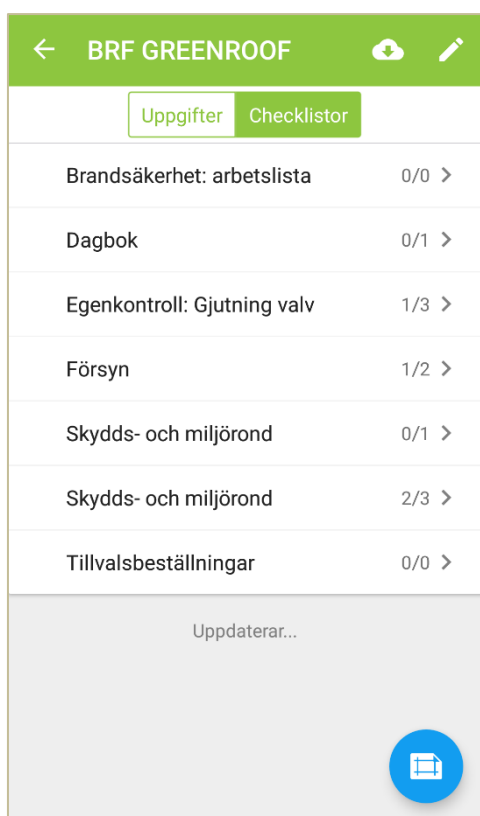 BRF GREENROOF
Uppgifter Checklistor
Brandsäkerhet: arbetslista 0/0
Dagbok 0/1
Egenkontroll: Gjutning valv 1/3
Försyn 1/2
Skydds- och miljörond 0/1
Skydds- och miljörond 2/3
Tillvalsbeställningar 0/0
Uppdaterar...